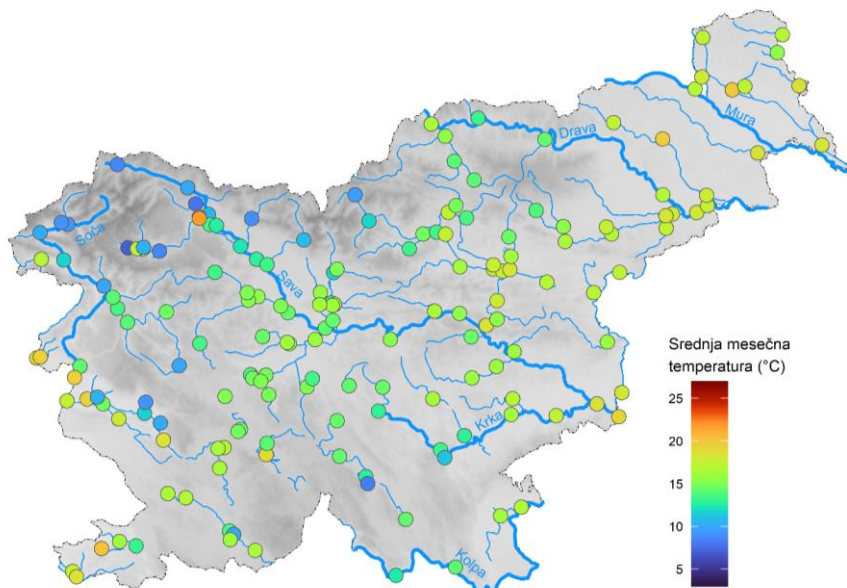 Mura
Drava
Soča
Sava
Srednja mesečna
temperatura (°C)
25
20
15
10
5
Krka
Kolpa